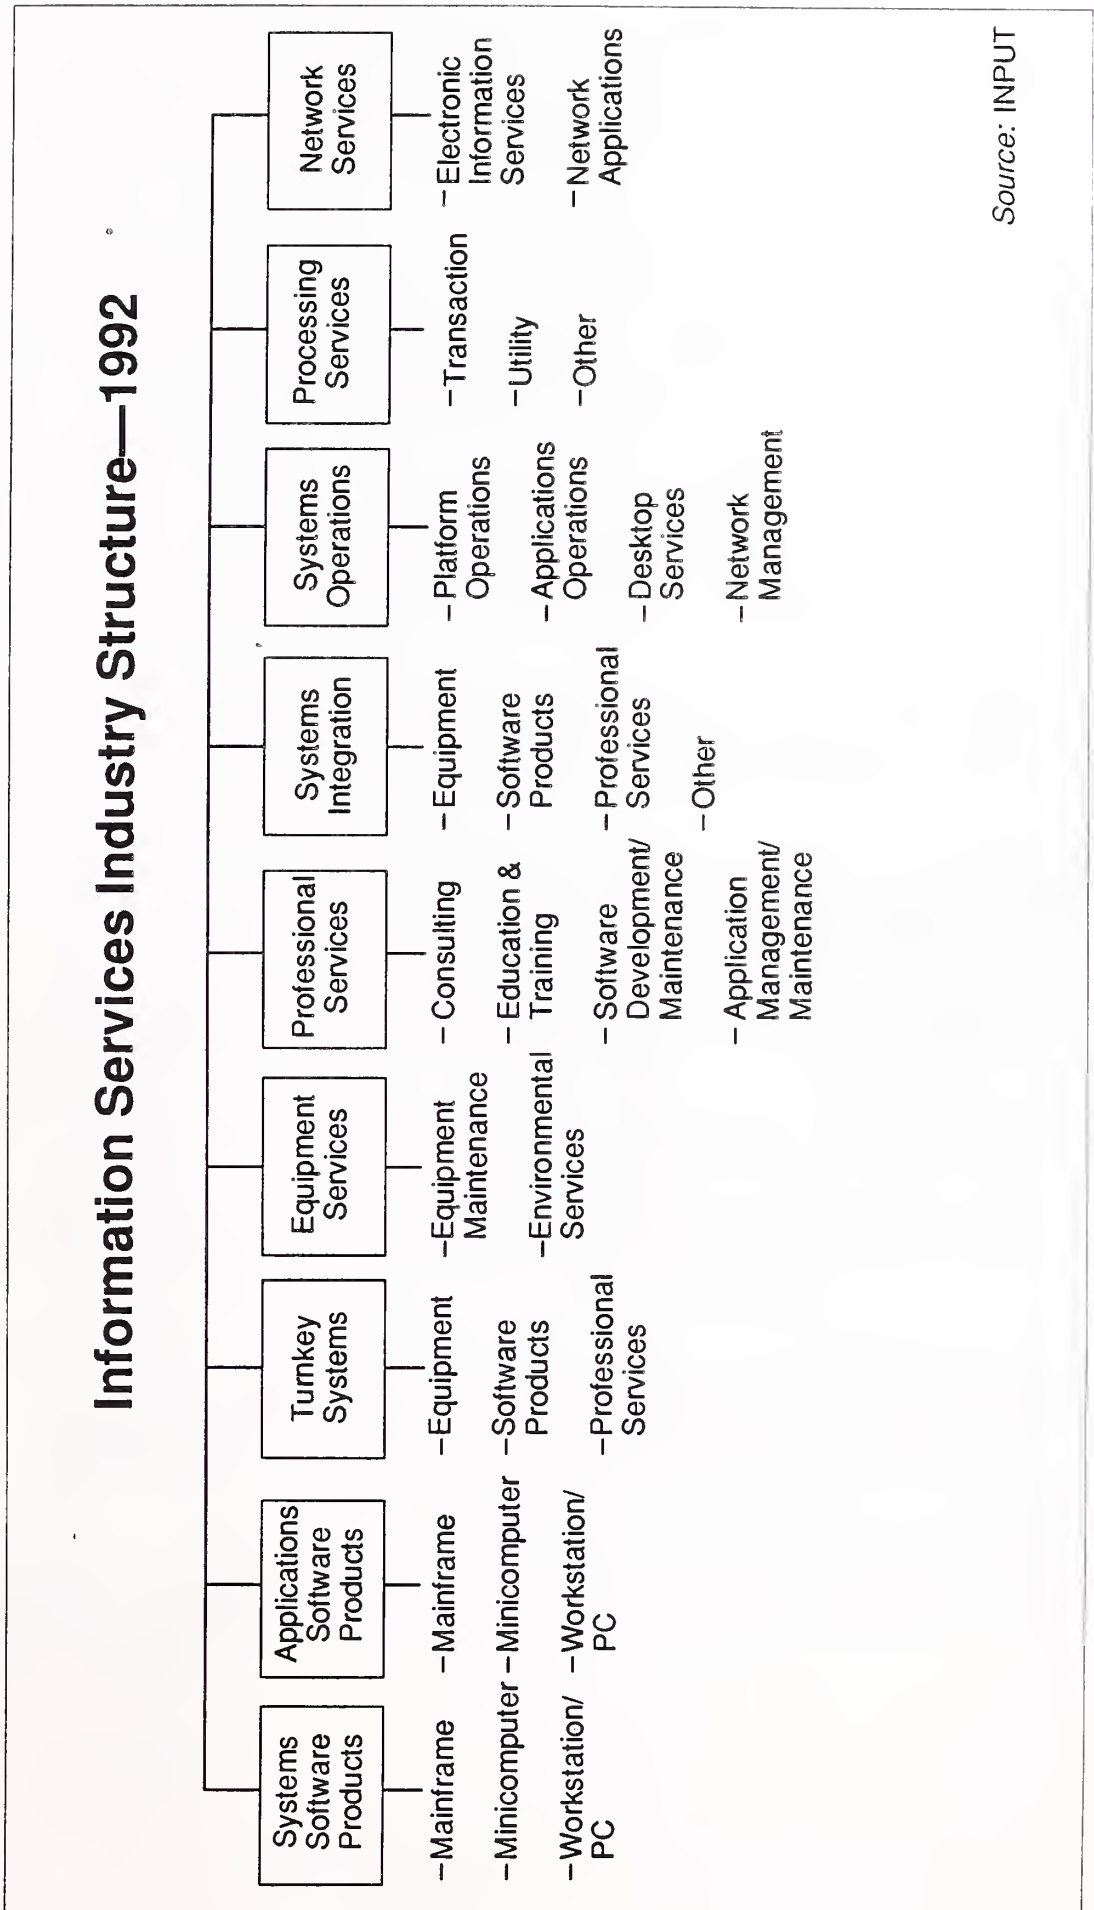 Information Services Industry Structure—1992
Systems
Software
Products
–Mainframe
–Minicomputer
–Workstation/
PC
Applications
Software
Products
–Mainframe
–Minicomputer
–Workstation/
PC
Turnkey
Systems
–Equipment
–Software
Products
–Professional
Services
Equipment
Services
–Equipment
Maintenance
–Environmental
Services
Professional
Services
– Consulting
– Education &
Training
– Software
Development/
Maintenance
– Application
Management/
Maintenance
Systems
Integration
–Equipment
–Software
Products
–Professional
Services
–Other
Systems
Operations
–Platform
Operations
–Applications
Operations
–Desktop
Services
–Network
Management
Processing
Services
–Transaction
–Utility
–Other
Network
Services
–Electronic
Information
Services
–Network
Applications
Source: INPUT